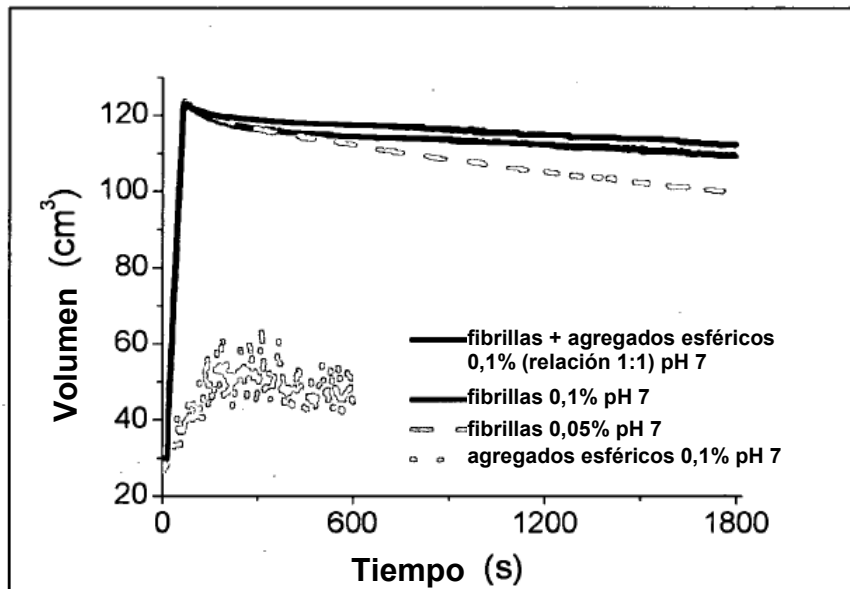 Volumen (cm³)
120
100
80
60
40
20
0
600
1200
1800
Tiempo (s)
fibrillas + agregados esféricos
0,1% (relación 1:1) pH 7
fibrillas 0,1% pH 7
fibrillas 0,05% pH 7
agregados esféricos 0,1% pH 7